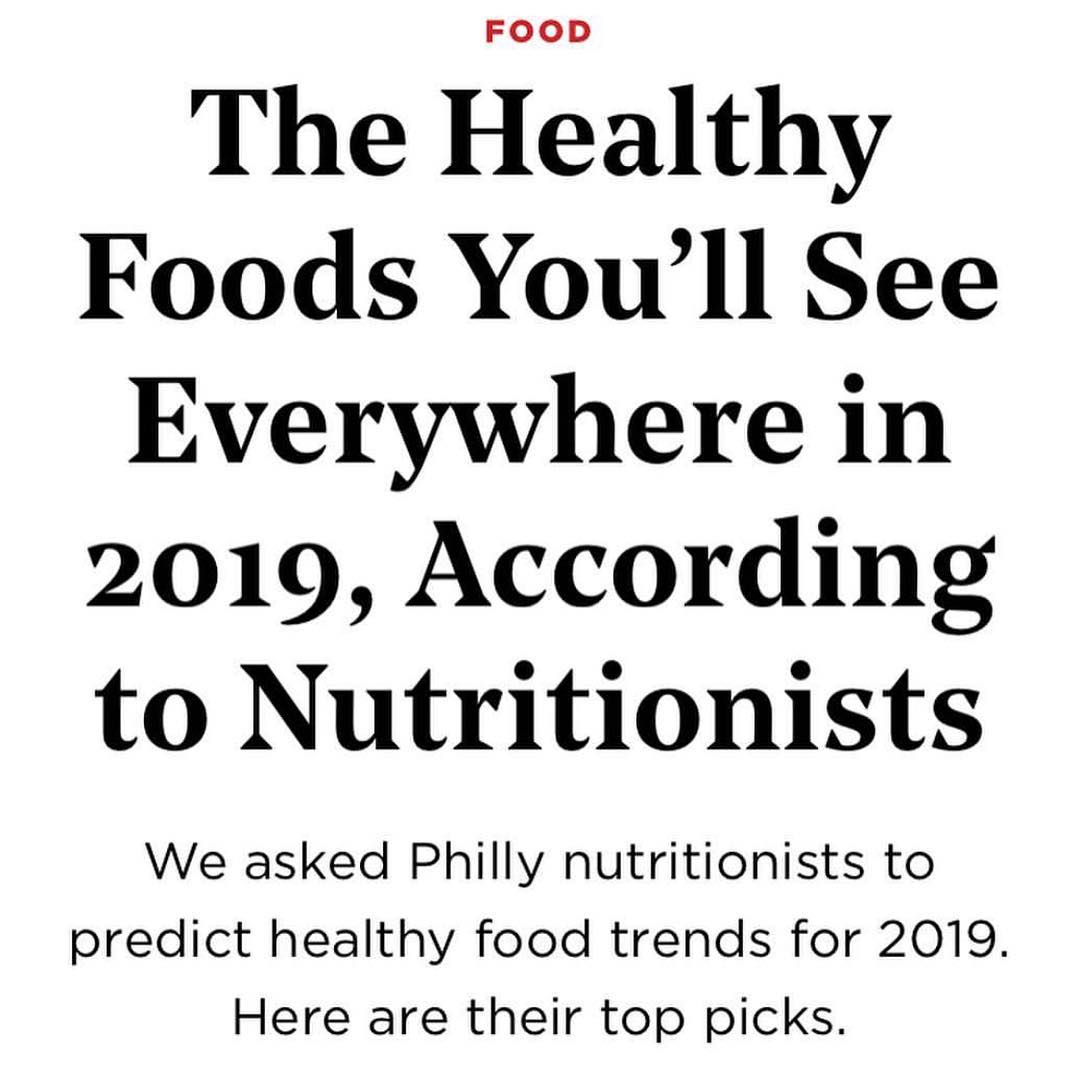 FOOD
The Healthy
Foods You’ll See
Everywhere in
2019, According
to Nutritionists
We asked Philly nutritionists to
predict healthy food trends for 2019.
Here are their top picks.